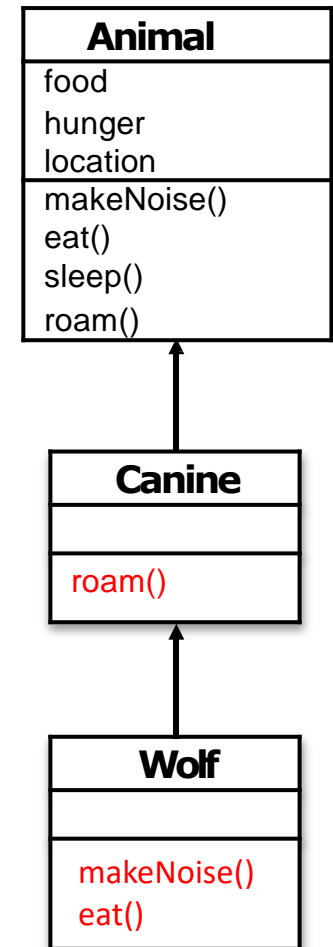 Animal
food
hunger
location
makeNoise()
eat()
sleep()
roam()
Canine
roam()
Wolf
makeNoise()
eat()